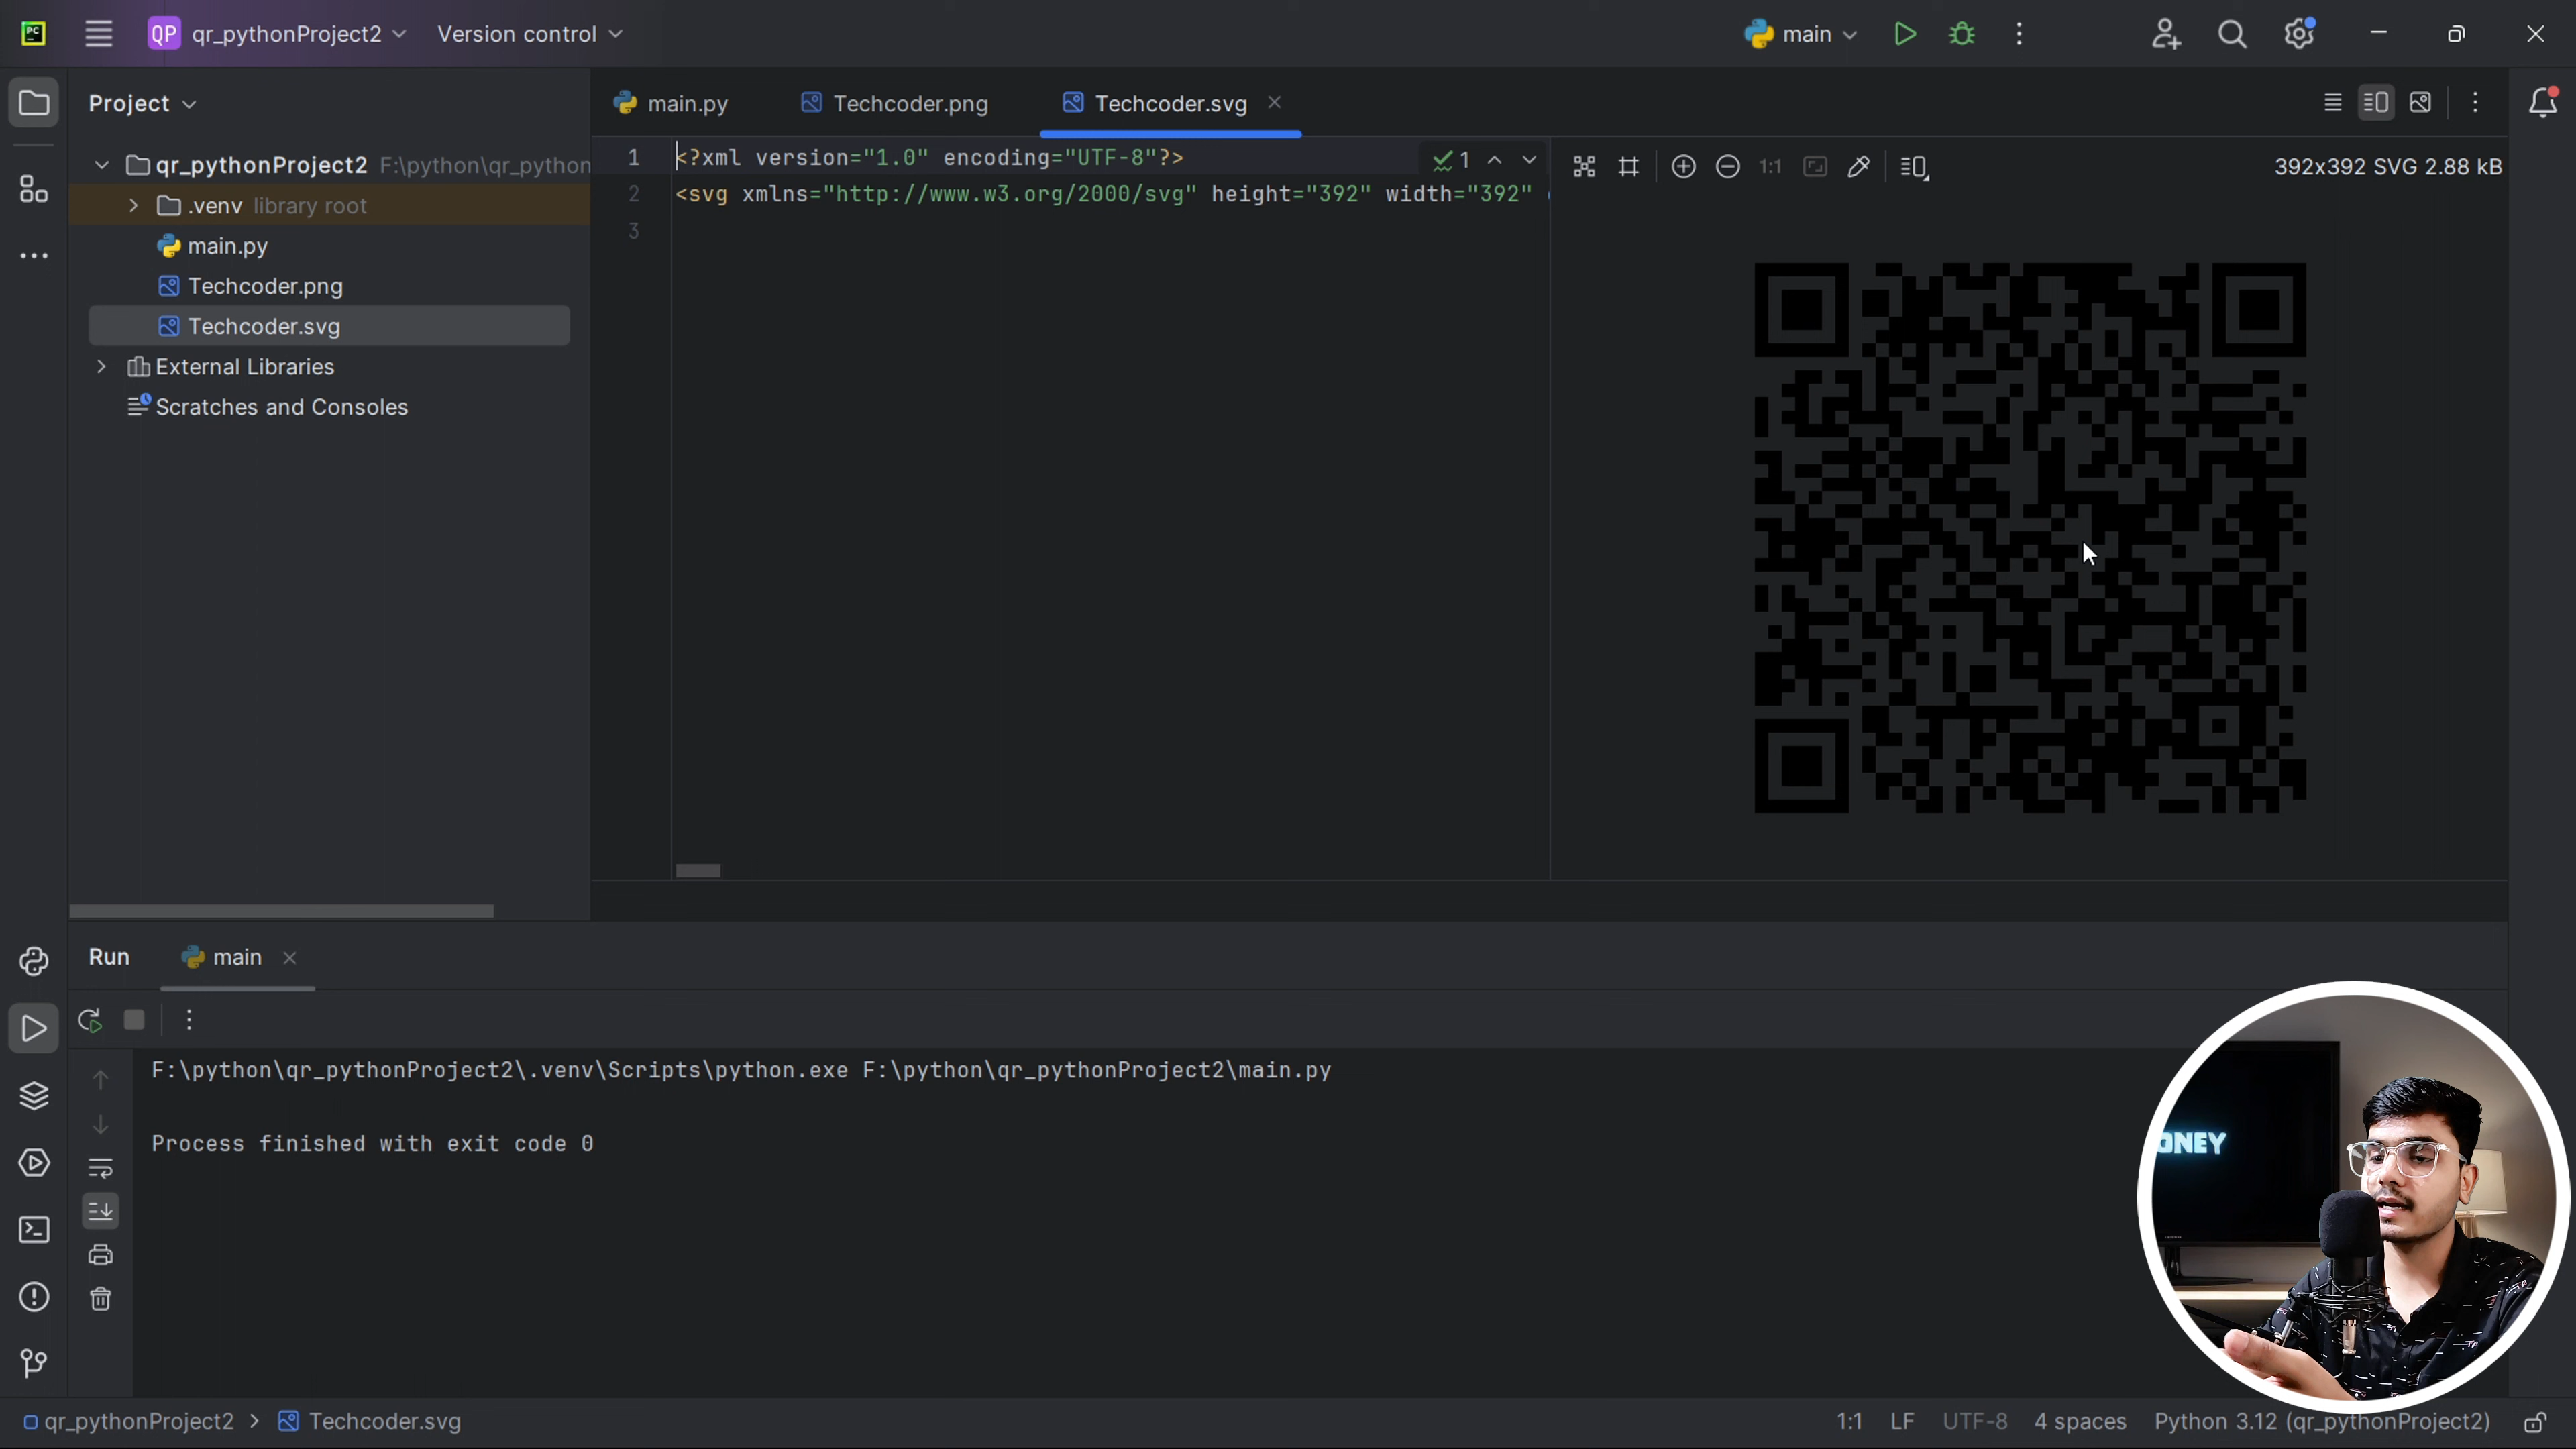 PC
QP qr_pythonProject2 Version control
main
Project
qr_pythonProject2 F:\python\qr_python
.venv library root
main.py
Techcoder.png
Techcoder.svg
External Libraries
Scratches and Consoles
main.py Techcoder.png Techcoder.svg
1 <?xml version="1.0" encoding="UTF-8"?>
2 <svg xmlns="http://www.w3.org/2000/svg" height="392" width="392"
3
1
1:1
392x392 SVG 2.88 kB
Run main
F:\python\qr_pythonProject2\.venv\Scripts\python.exe F:\python\qr_pythonProject2\main.py
Process finished with exit code 0
ONEY
qr_pythonProject2 > Techcoder.svg
1:1 LF UTF-8 4 spaces Python 3.12 (qr_pythonProject2)